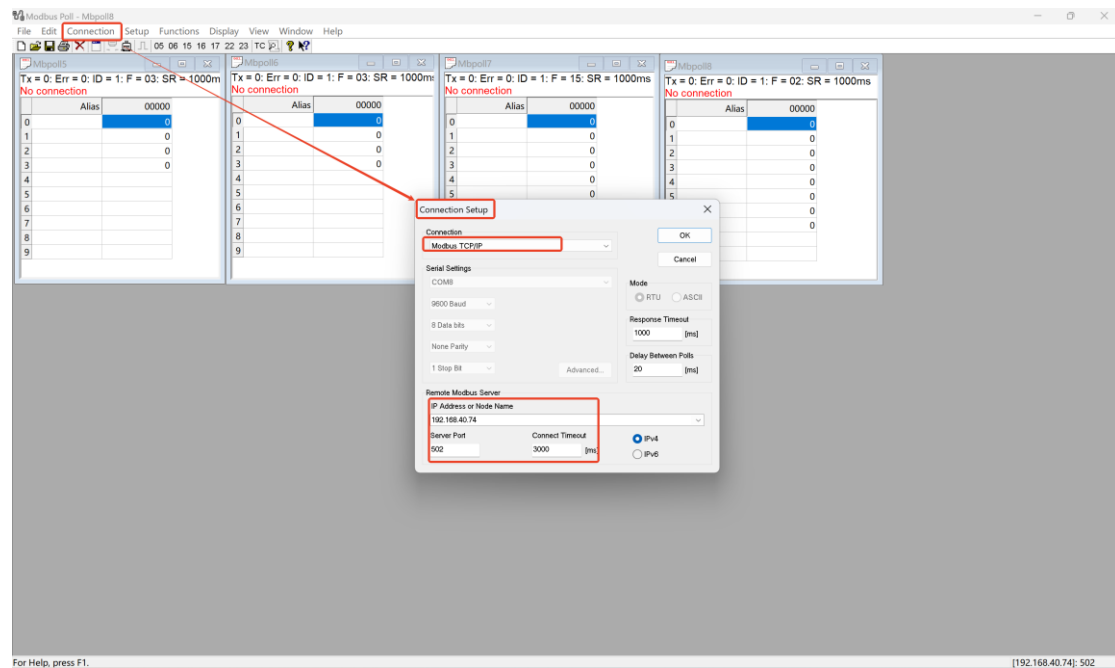 Modbus Poll - Mbpoll8
File Edit Connection Setup Functions Display View Window Help
05 06 15 16 17 22 23 TC
Mbpoll5
Tx = 0: Err = 0: ID = 1: F = 03: SR = 1000m
No connection
Alias 00000
0 0
1 0
2 0
3 0
4
5
6
7
8
9
Mbpoll6
Tx = 0: Err = 0: ID = 1: F = 03: SR = 1000ms
No connection
Alias 00000
0 0
1 0
2 0
3 0
4
5
6
7
8
9
Mbpoll7
Tx = 0: Err = 0: ID = 1: F = 15: SR = 1000ms
No connection
Alias 00000
0 0
1 0
2 0
3 0
4 0
5 0
Mbpoll8
Tx = 0: Err = 0: ID = 1: F = 02: SR = 1000ms
No connection
Alias 00000
0 0
1 0
2 0
3 0
4 0
5 0
0
0
Connection Setup
Connection
Modbus TCP/IP
OK
Cancel
Serial Settings
COM8
9600 Baud
8 Data bits
None Parity
1 Stop Bit
Advanced...
Mode
RTU ASCII
Response Timeout
1000 [ms]
Delay Between Polls
20 [ms]
Remote Modbus Server
IP Address or Node Name
192.168.40.74
Server Port Connect Timeout
502 3000 [ms]
IPv4
IPv6
For Help, press F1.
[192.168.40.74]: 502